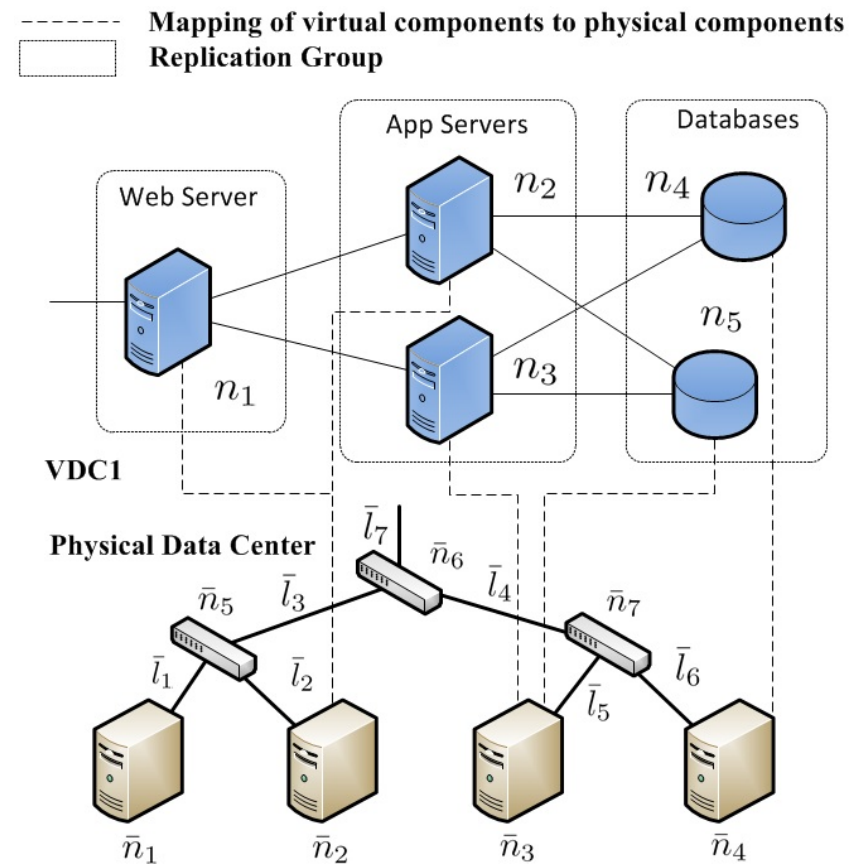 Mapping of virtual components to physical components
Replication Group
App Servers
Databases
Web Server
n₂
n₄
n₅
n₃
n₁
VDC1
Physical Data Center
l̄₇
n̄₆
l̄₃
l̄₄
n̄₅
n̄₇
l̄₁
l̄₂
l̄₅
l̄₆
n̄₁
n̄₂
n̄₃
n̄₄